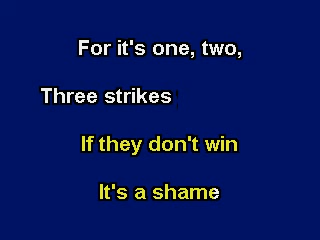 For it's one, two,
Three strikes
If they don't win
It's a shame